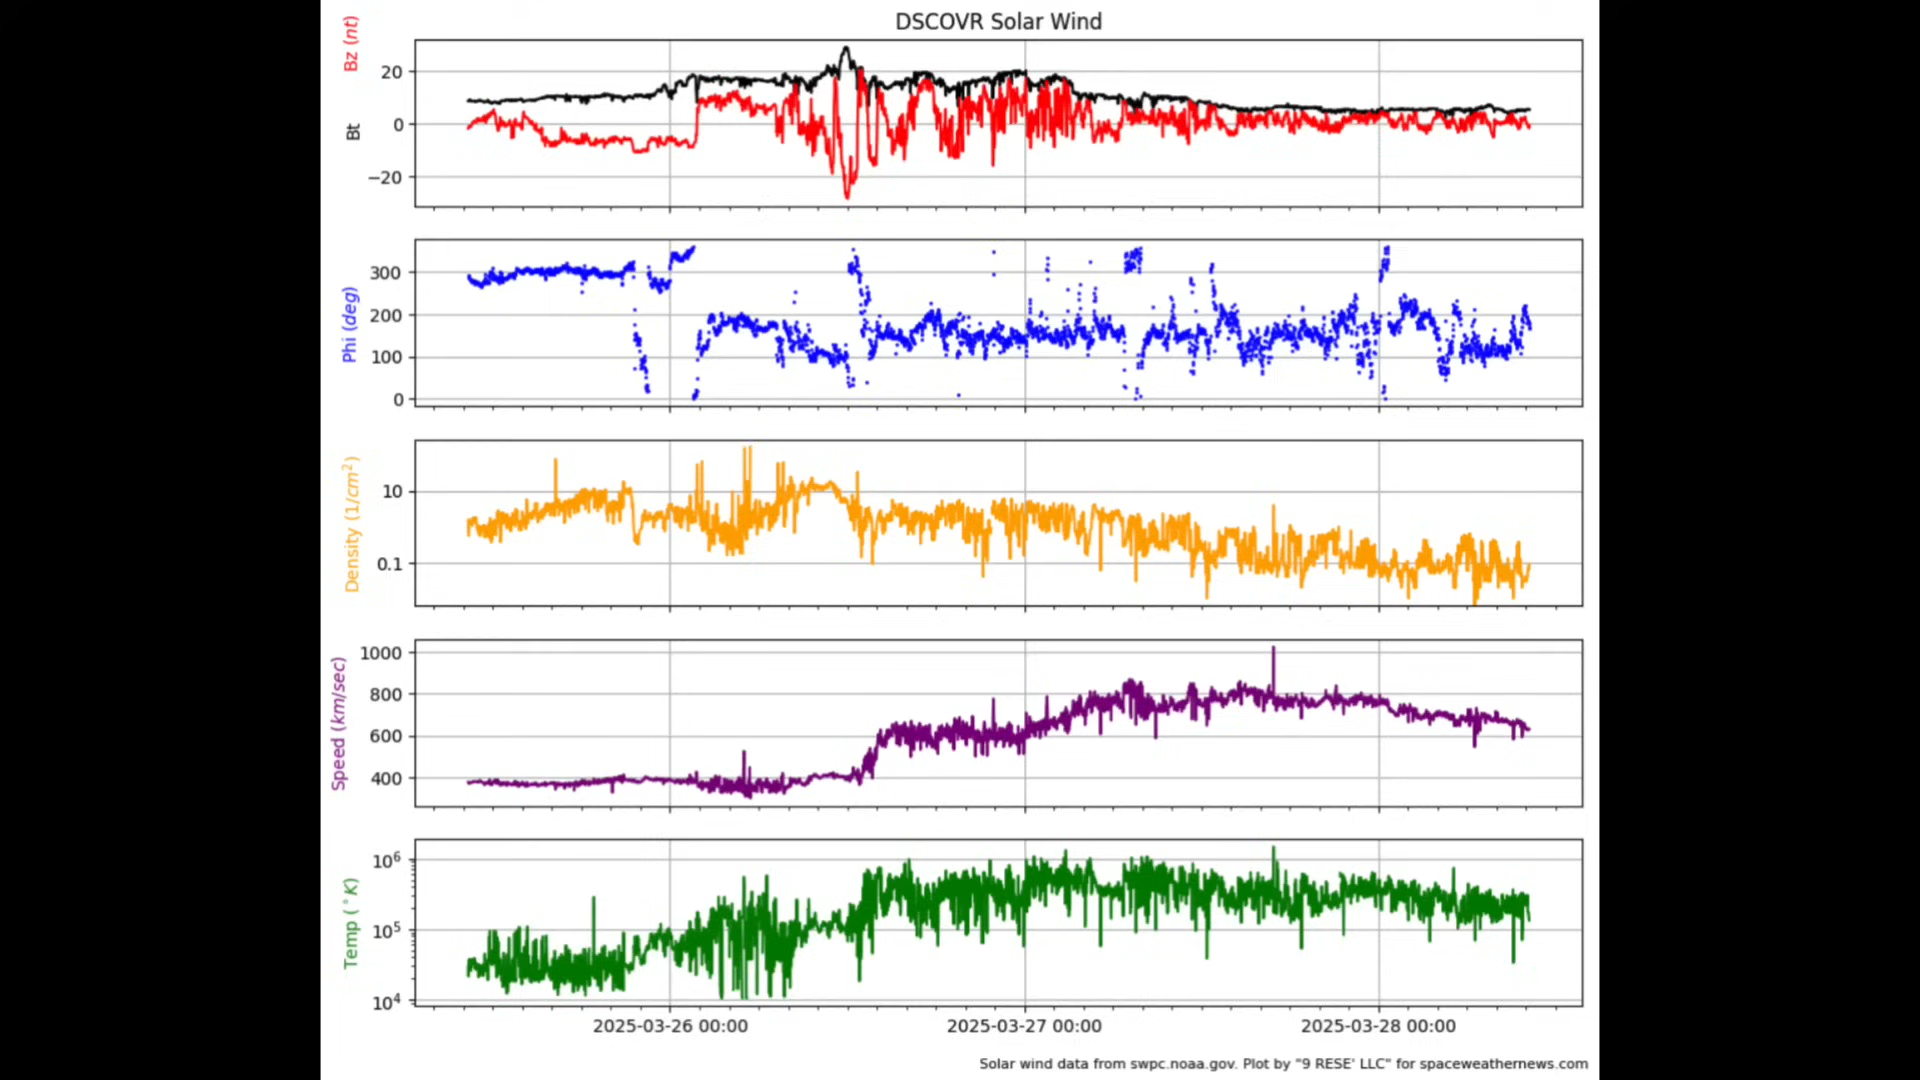 DSCOVR Solar Wind
Bz (nt)
Bt
20
0
−20
Phi (deg)
300
200
100
0
Density (1/cm²)
10
0.1
Speed (km/sec)
1000
800
600
400
Temp (°K)
10⁶
10⁵
10⁴
2025-03-26 00:00
2025-03-27 00:00
2025-03-28 00:00
Solar wind data from swpc.noaa.gov. Plot by "9 RESE' LLC" for spaceweathernews.com